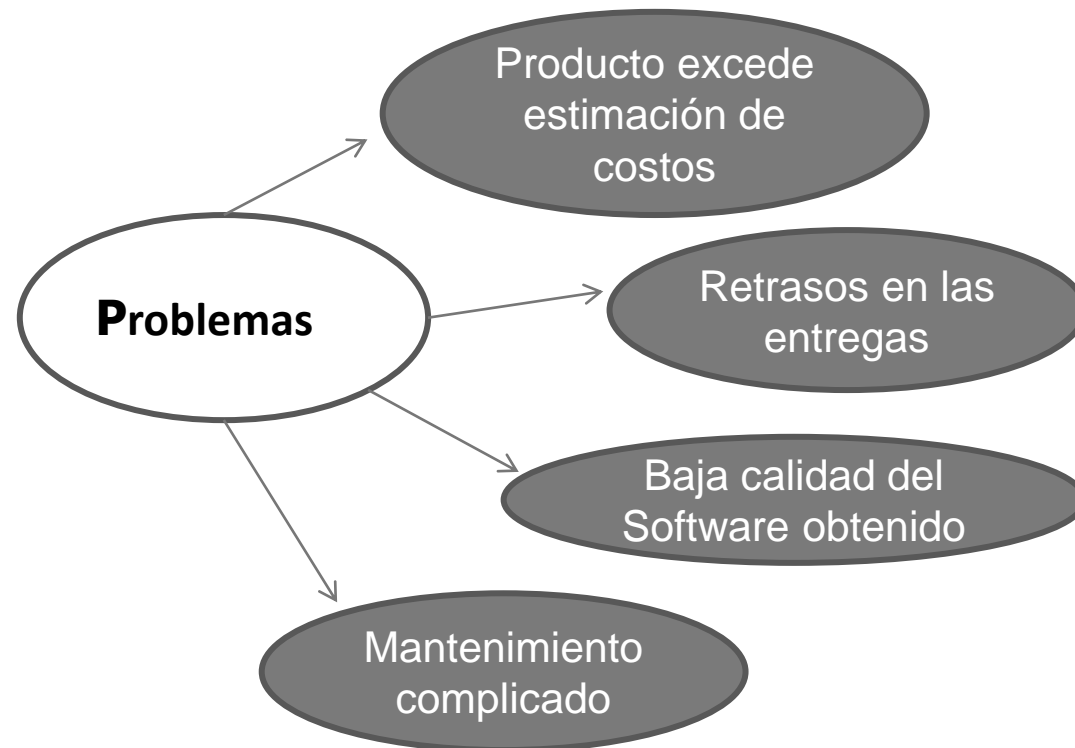 Producto excede
estimación de
costos
Problemas
Retrasos en las
entregas
Baja calidad del
Software obtenido
Mantenimiento
complicado